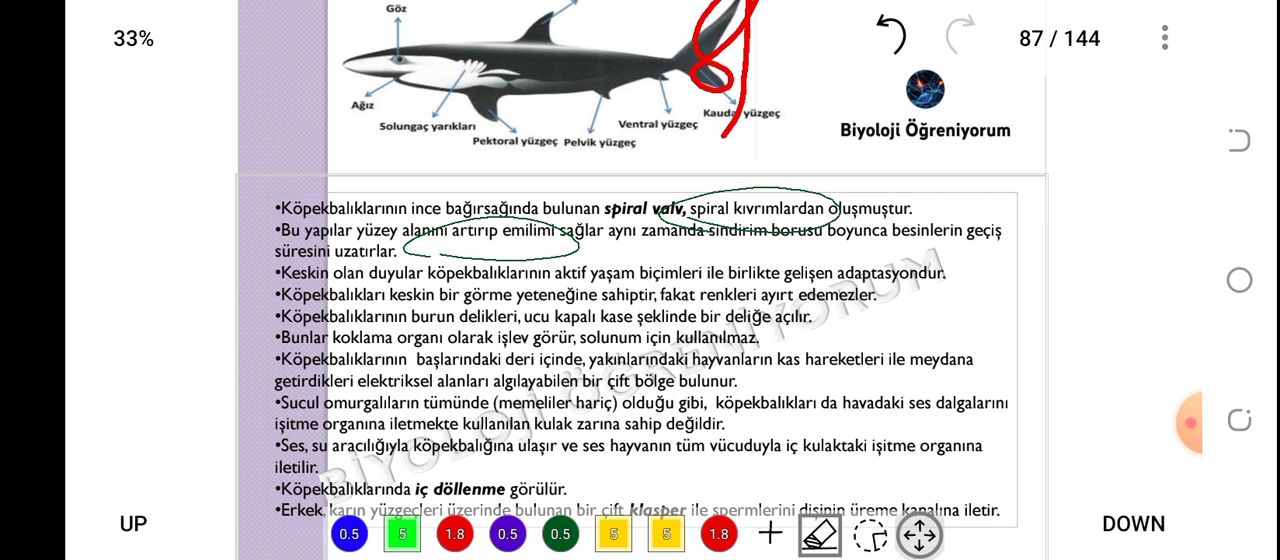 Göz
33%
87 / 144
Ağız
Solungaç yarıkları
Pektoral yüzgeç
Pelvik yüzgeç
Ventral yüzgeç
Kaudal yüzgeç
Biyoloji Öğreniyorum
•Köpekbalıklarının ince bağırsağında bulunan spiral valv, spiral kıvrımlardan oluşmuştur.
•Bu yapılar yüzey alanını artırıp emilimi sağlar aynı zamanda sindirim borusu boyunca besinlerin geçiş
süresini uzatırlar.
•Keskin olan duyular köpekbalıklarının aktif yaşam biçimleri ile birlikte gelişen adaptasyondur.
•Köpekbalıkları keskin bir görme yeteneğine sahiptir, fakat renkleri ayırt edemezler.
•Köpekbalıklarının burun delikleri, ucu kapalı kase şeklinde bir deliğe açılır.
•Bunlar koklama organı olarak işlev görür, solunum için kullanılmaz.
•Köpekbalıklarının başlarındaki deri içinde, yakınlarındaki hayvanların kas hareketleri ile meydana
getirdikleri elektriksel alanları algılayabilen bir çift bölge bulunur.
•Sucul omurgalıların tümünde (memeliler hariç) olduğu gibi, köpekbalıkları da havadaki ses dalgalarını
işitme organına iletmekte kullanılan kulak zarına sahip değildir.
•Ses, su aracılığıyla köpekbalığına ulaşır ve ses hayvanın tüm vücuduyla iç kulaktaki işitme organına
iletilir.
•Köpekbalıklarında iç döllenme görülür.
•Erkek, karın yüzgeçleri üzerinde bulunan bir çift klasper ile spermlerini dişinin üreme kanalına iletir.
BİYOLOJİ ÖĞRENİYORUM
UP
0.5
5
1.8
0.5
0.5
5
5
1.8
DOWN